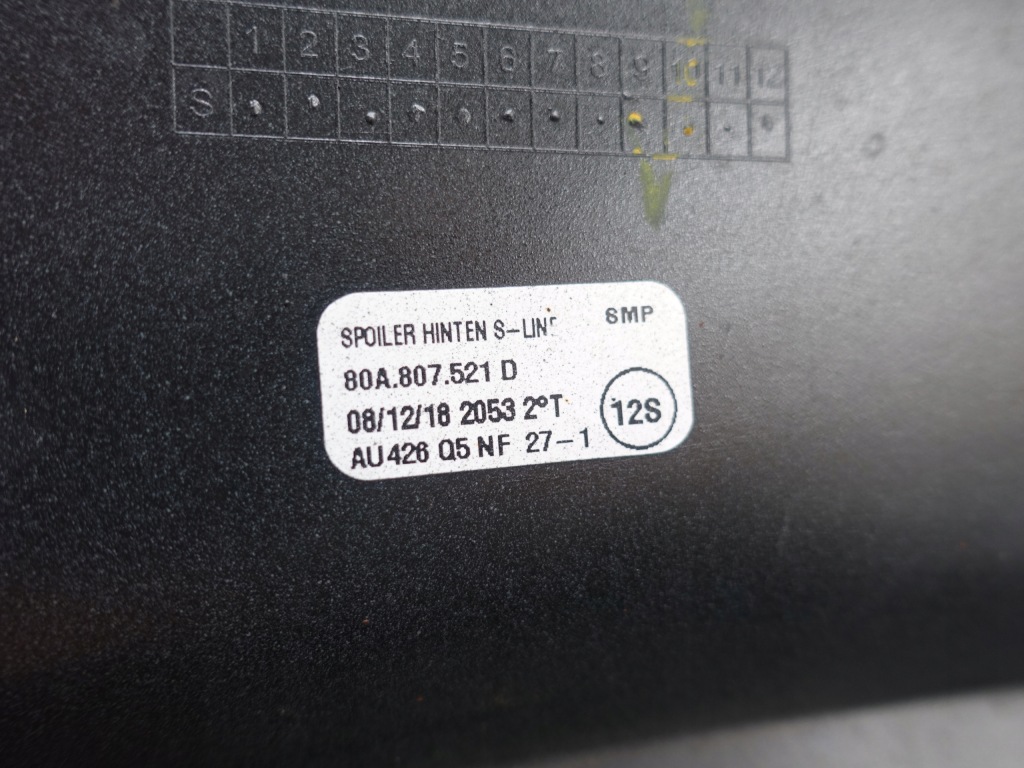 1 2 3 4 5 6 7 8 9 10 11 12
S
SPOILER HINTEN S-LINE
SMP
80A.807.521 D
08/12/18 2053 2°T
12S
AU426 Q5 NF 27-1